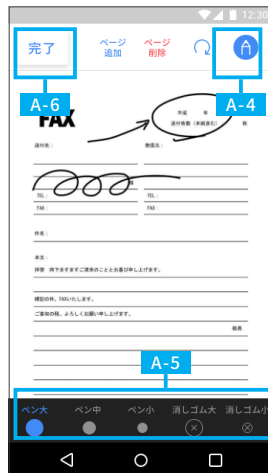 12:30
完了
ページ追加
ページ削除
A-6
A-4
FAX
平成 年
送付枚数（本紙含む） 枚
送付先：
発信元：
TEL：
TEL：
FAX：
FAX：
件名：
本文：
拝啓 時下ますますご清栄のこととお喜び申し上げます。
標記の件、FAXいたします。
ご査収の程、よろしくお願い申し上げます。
敬具
A-5
ペン大 ペン中 ペン小 消しゴム大 消しゴム小